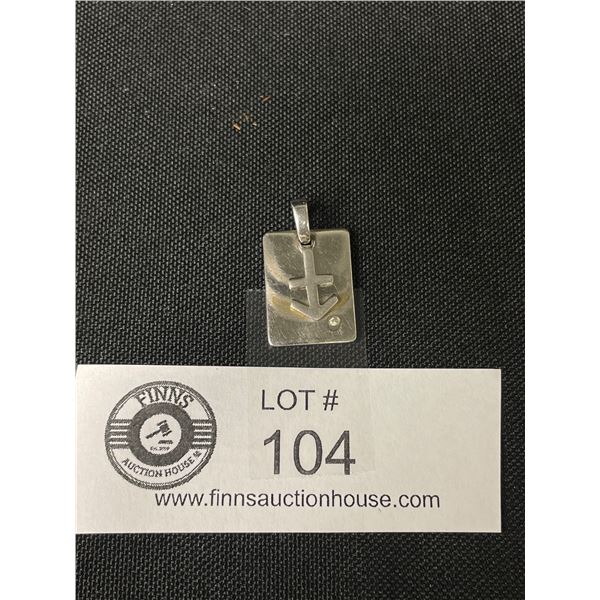 FINNS
AUCTION HOUSE
LOT #
104
www.finnsauctionhouse.com